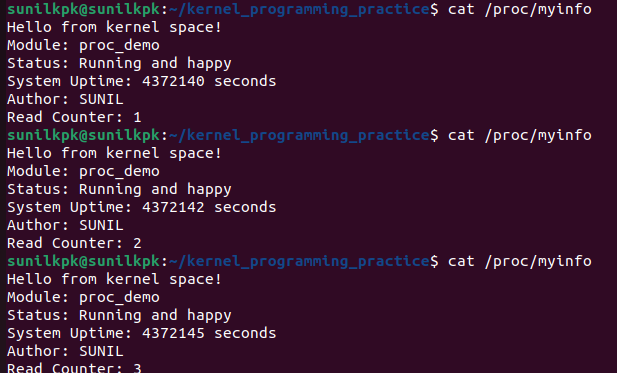 sunilkpk@sunilkpk:~/kernel_programming_practice$ cat /proc/myinfo
Hello from kernel space!
Module: proc_demo
Status: Running and happy
System Uptime: 4372140 seconds
Author: SUNIL
Read Counter: 1
sunilkpk@sunilkpk:~/kernel_programming_practice$ cat /proc/myinfo
Hello from kernel space!
Module: proc_demo
Status: Running and happy
System Uptime: 4372142 seconds
Author: SUNIL
Read Counter: 2
sunilkpk@sunilkpk:~/kernel_programming_practice$ cat /proc/myinfo
Hello from kernel space!
Module: proc_demo
Status: Running and happy
System Uptime: 4372145 seconds
Author: SUNIL
Read Counter: 3